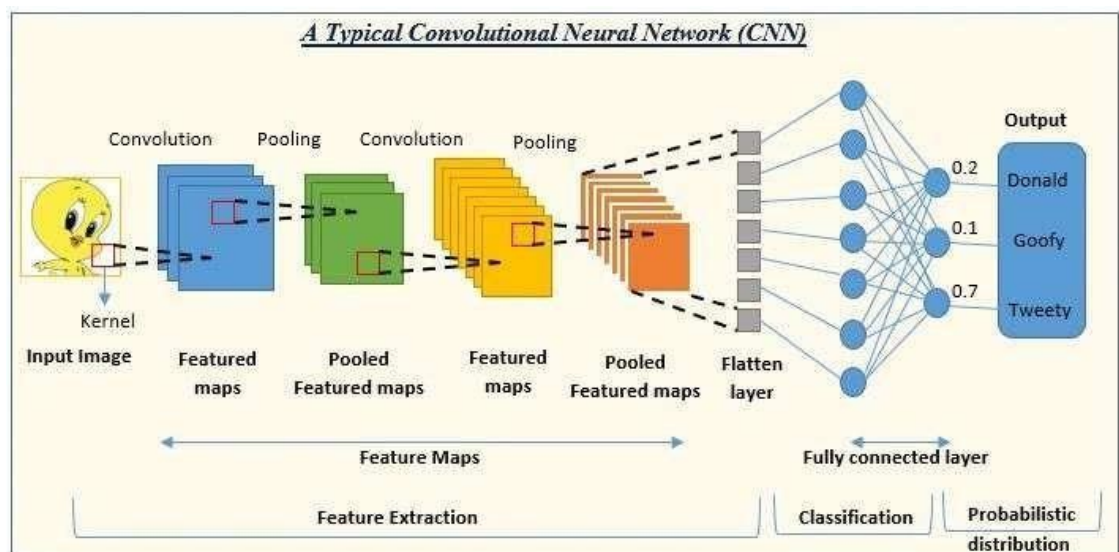 A Typical Convolutional Neural Network (CNN)
Convolution
Pooling
Convolution
Pooling
Output
0.2
Donald
0.1
Goofy
0.7
Tweety
Kernel
Input Image
Featured
maps
Pooled
Featured maps
Featured
maps
Pooled
Featured maps
Flatten
layer
Feature Maps
Fully connected layer
Feature Extraction
Classification
Probabilistic
distribution